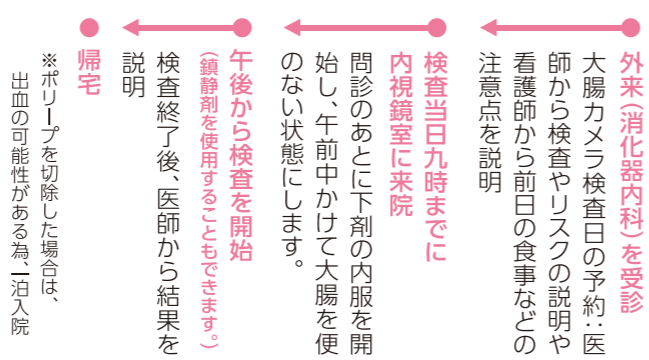 外来（消化器内科）を受診
大腸カメラ検査日の予約：医
師から検査やリスクの説明や
看護師から前日の食事などの
注意点を説明
検査当日九時までに
内視鏡室に来院
問診のあとに下剤の内服を開
始し、午前中かけて大腸を便
のない状態にします。
午後から検査を開始
（鎮静剤を使用することもできます。）
検査終了後、医師から結果を
説明
帰宅
※ポリープを切除した場合は、
出血の可能性がある為、一泊入院